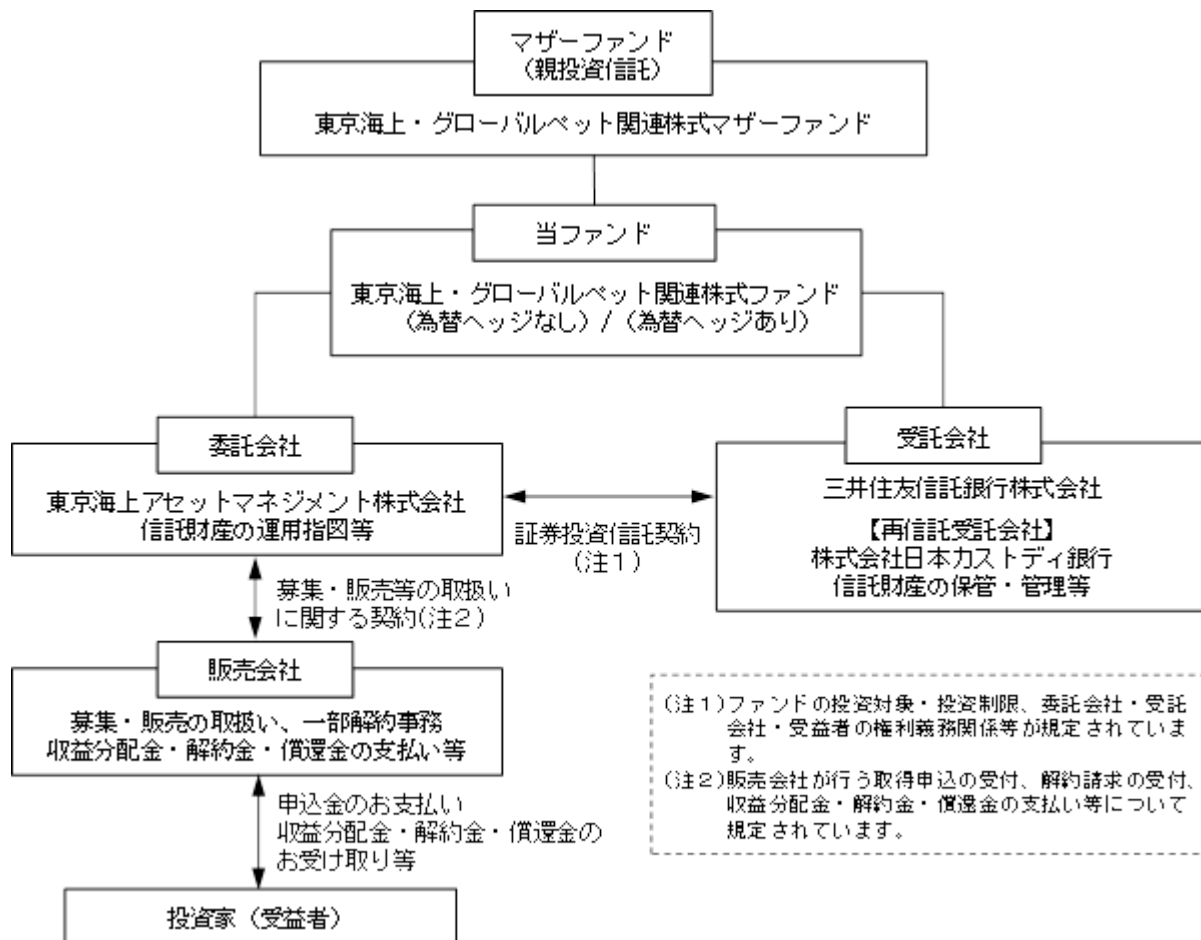 マザーファンド
（親投資信託）
東京海上・グローバルペット関連株式マザーファンド
当ファンド
東京海上・グローバルペット関連株式ファンド
（為替ヘッジなし）/（為替ヘッジあり）
委託会社
東京海上アセットマネジメント株式会社
信託財産の運用指図等
証券投資信託契約
（注１）
受託会社
三井住友信託銀行株式会社
【再信託受託会社】
株式会社日本カストディ銀行
信託財産の保管・管理等
募集・販売等の取扱い
に関する契約(注２)
販売会社
募集・販売の取扱い、一部解約事務
収益分配金・解約金・償還金の支払い等
申込金のお支払い
収益分配金・解約金・償還金の
お受け取り等
投資家（受益者）
(注１)ファンドの投資対象・投資制限、委託会社・受託
会社・受益者の権利義務関係等が規定されていま
す。
(注２)販売会社が行う取得申込の受付、解約請求の受付、
収益分配金・解約金・償還金の支払い等について
規定されています。